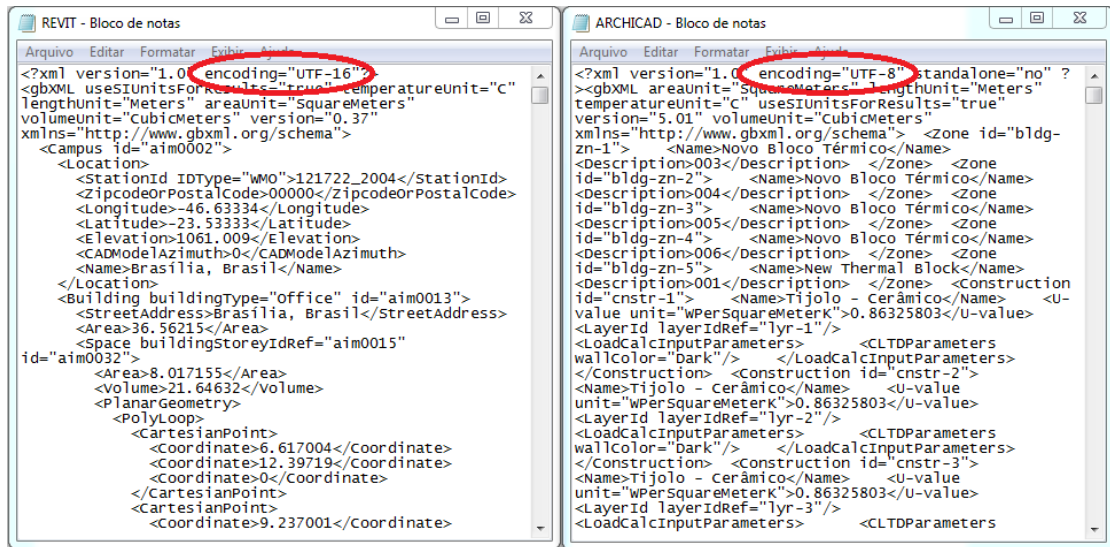 REVIT - Bloco de notas
Arquivo Editar Formatar Exibir Ajuda
<?xml version="1.0" encoding="UTF-16"?>
<gbXML useSIUnitsForResults="true" temperatureUnit="C"
lengthUnit="Meters" areaUnit="SquareMeters"
volumeUnit="CubicMeters" version="0.37"
xmlns="http://www.gbxml.org/schema">
<Campus id="aim0002">
<Location>
<StationId IDType="WMO">121722_2004</StationId>
<ZipcodeOrPostalCode>00000</ZipcodeOrPostalCode>
<Longitude>-46.63334</Longitude>
<Latitude>-23.53333</Latitude>
<Elevation>1061.009</Elevation>
<CADModelAzimuth>0</CADModelAzimuth>
<Name>Brasília, Brasil</Name>
</Location>
<Building buildingType="Office" id="aim0013">
<StreetAddress>Brasília, Brasil</StreetAddress>
<Area>36.56215</Area>
<Space buildingStoreyIdRef="aim0015"
id="aim0032">
<Area>8.017155</Area>
<Volume>21.64632</Volume>
<PlanarGeometry>
<PolyLoop>
<CartesianPoint>
<Coordinate>6.617004</Coordinate>
<Coordinate>12.39719</Coordinate>
<Coordinate>0</Coordinate>
</CartesianPoint>
<CartesianPoint>
<Coordinate>9.237001</Coordinate>
ARCHICAD - Bloco de notas
Arquivo Editar Formatar Exibir Ajuda
<?xml version="1.0" encoding="UTF-8" standalone="no" ?
><gbXML areaUnit="SquareMeters" lengthUnit="Meters"
temperatureUnit="C" useSIUnitsForResults="true"
version="5.01" volumeUnit="CubicMeters"
xmlns="http://www.gbxml.org/schema"> <Zone id="bldg-
zn-1"> <Name>Novo Bloco Térmico</Name>
<Description>003</Description> </Zone> <Zone
id="bldg-zn-2"> <Name>Novo Bloco Térmico</Name>
<Description>004</Description> </Zone> <Zone
id="bldg-zn-3"> <Name>Novo Bloco Térmico</Name>
<Description>005</Description> </Zone> <Zone
id="bldg-zn-4"> <Name>Novo Bloco Térmico</Name>
<Description>006</Description> </Zone> <Zone
id="bldg-zn-5"> <Name>New Thermal Block</Name>
<Description>001</Description> </Zone> <Construction
id="cnstr-1"> <Name>Tijolo - Cerâmico</Name> <U-
value unit="WPerSquareMeterK">0.86325803</U-value>
<LayerId layerIdRef="lyr-1"/>
<LoadCalcInputParameters> <CLTDParameters
wallColor="Dark"/> </LoadCalcInputParameters>
</Construction> <Construction id="cnstr-2">
<Name>Tijolo - Cerâmico</Name> <U-value
unit="WPerSquareMeterK">0.86325803</U-value>
<LayerId layerIdRef="lyr-2"/>
<LoadCalcInputParameters> <CLTDParameters
wallColor="Dark"/> </LoadCalcInputParameters>
</Construction> <Construction id="cnstr-3">
<Name>Tijolo - Cerâmico</Name> <U-value
unit="WPerSquareMeterK">0.86325803</U-value>
<LayerId layerIdRef="lyr-3"/>
<LoadCalcInputParameters> <CLTDParameters